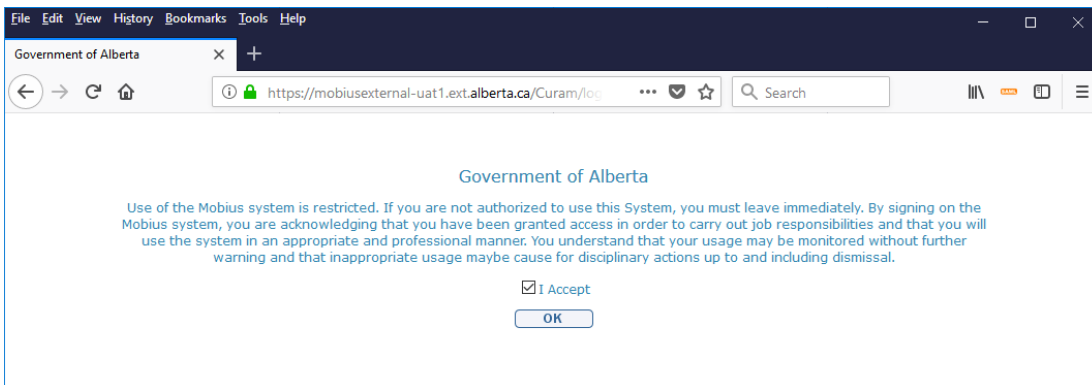 File Edit View History Bookmarks Tools Help
Government of Alberta
https://mobiusexternal-uat1.ext.alberta.ca/Curam/log
Search
Government of Alberta
Use of the Mobius system is restricted. If you are not authorized to use this System, you must leave immediately. By signing on the
Mobius system, you are acknowledging that you have been granted access in order to carry out job responsibilities and that you will
use the system in an appropriate and professional manner. You understand that your usage may be monitored without further
warning and that inappropriate usage maybe cause for disciplinary actions up to and including dismissal.
I Accept
OK